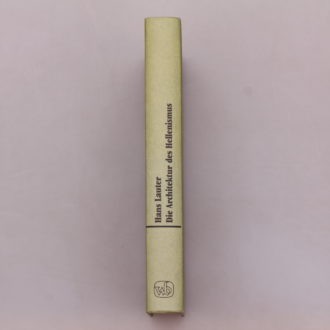 Hans Lauter
Die Architektur des Hellenismus
wb